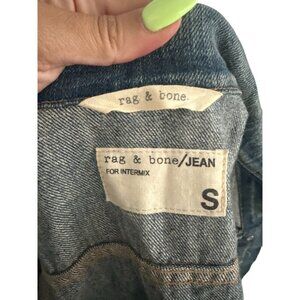 rag & bone
rag & bone/JEAN
FOR INTERMIX
S